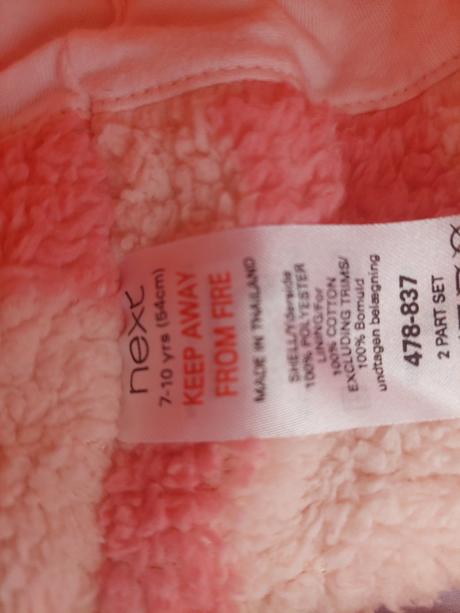 next
7-10 yrs (54cm)
KEEP AWAY
FROM FIRE
MADE IN THAILAND
SHELL/Yderside
100% POLYESTER
LINING/For
100% COTTON
EXCLUDING TRIMS/
100% Bomuld
undtagen belægning
478-837
2 PART SET